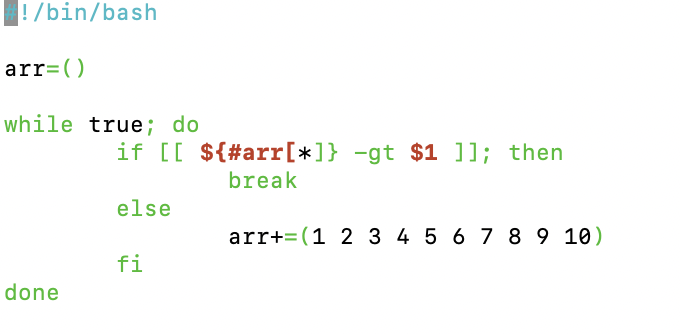 #!/bin/bash
arr=()
while true; do
if [[ ${#arr[*]} -gt $1 ]]; then
break
else
arr+=(1 2 3 4 5 6 7 8 9 10)
fi
done